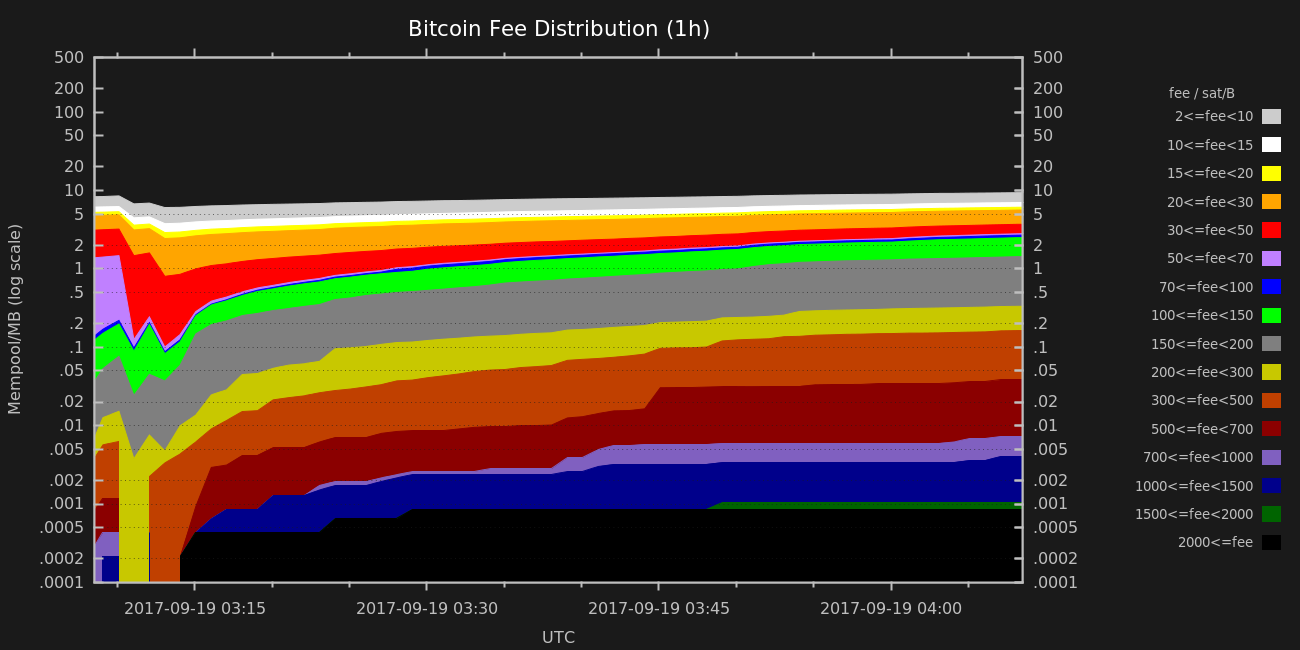 Bitcoin Fee Distribution (1h)
500 500
200 200
100 100
50 50
20 20
10 10
5 5
2 2
1 1
.5 .5
.2 .2
.1 .1
.05 .05
.02 .02
.01 .01
.005 .005
.002 .002
.001 .001
.0005 .0005
.0002 .0002
.0001 .0001
Mempool/MB (log scale)
2017-09-19 03:15 2017-09-19 03:30 2017-09-19 03:45 2017-09-19 04:00
UTC
fee / sat/B
2<=fee<10
10<=fee<15
15<=fee<20
20<=fee<30
30<=fee<50
50<=fee<70
70<=fee<100
100<=fee<150
150<=fee<200
200<=fee<300
300<=fee<500
500<=fee<700
700<=fee<1000
1000<=fee<1500
1500<=fee<2000
2000<=fee